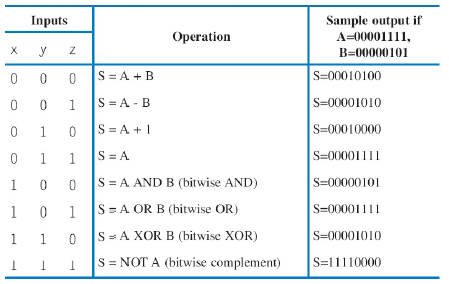 Inputs Operation Sample output if
x y z A=00001111,
B=00000101
0 0 0 S = A + B S=00010100
0 0 1 S = A - B S=00001010
0 1 0 S = A + 1 S=00010000
0 1 1 S = A S=00001111
1 0 0 S = A AND B (bitwise AND) S=00000101
1 0 1 S = A OR B (bitwise OR) S=00001111
1 1 0 S = A XOR B (bitwise XOR) S=00001010
1 1 1 S = NOT A (bitwise complement) S=11110000